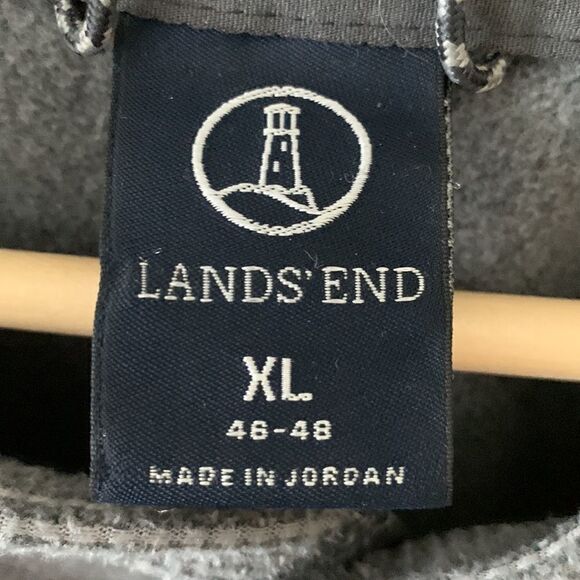 LANDS' END
XL
46-48
MADE IN JORDAN